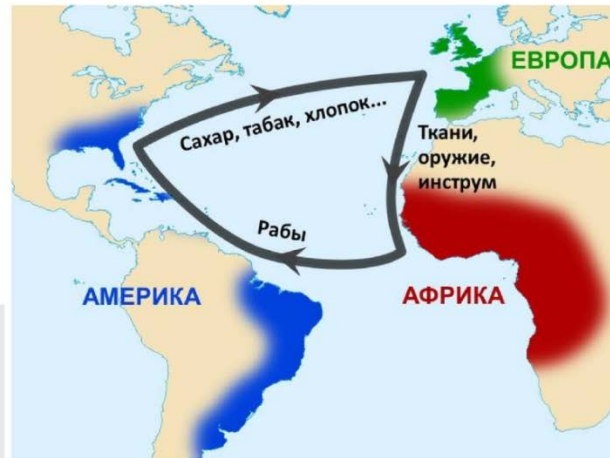 ЕВРОПА
Сахар, табак, хлопок...
Ткани,
оружие,
инструм
Рабы
АМЕРИКА
АФРИКА